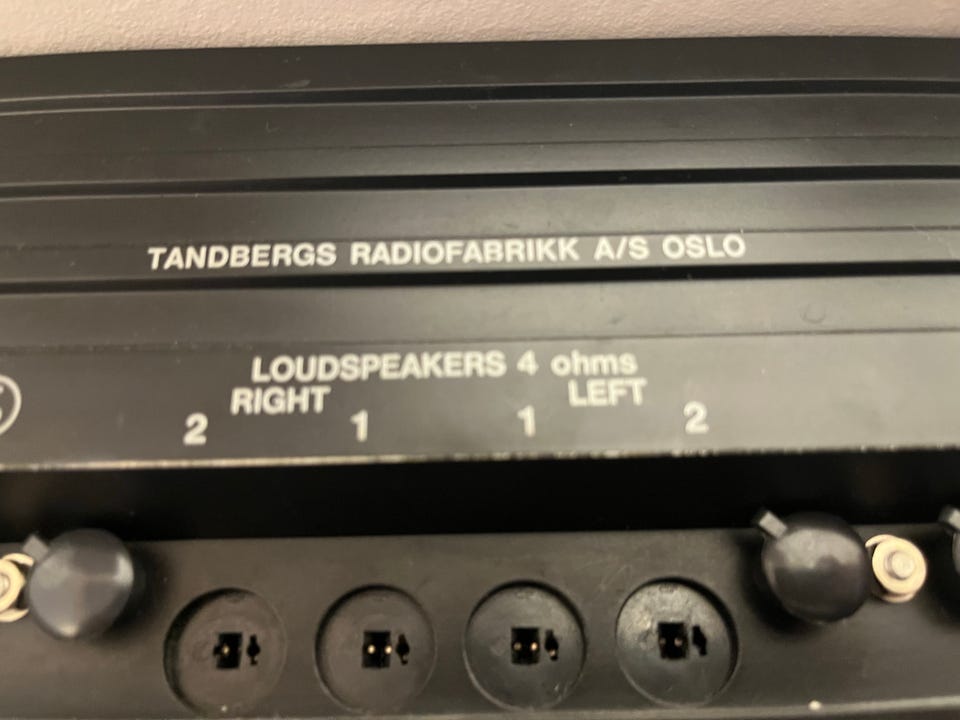 TANDBERGS RADIOFABRIKK A/S OSLO
LOUDSPEAKERS 4 ohms
RIGHT LEFT
2 1 1 2